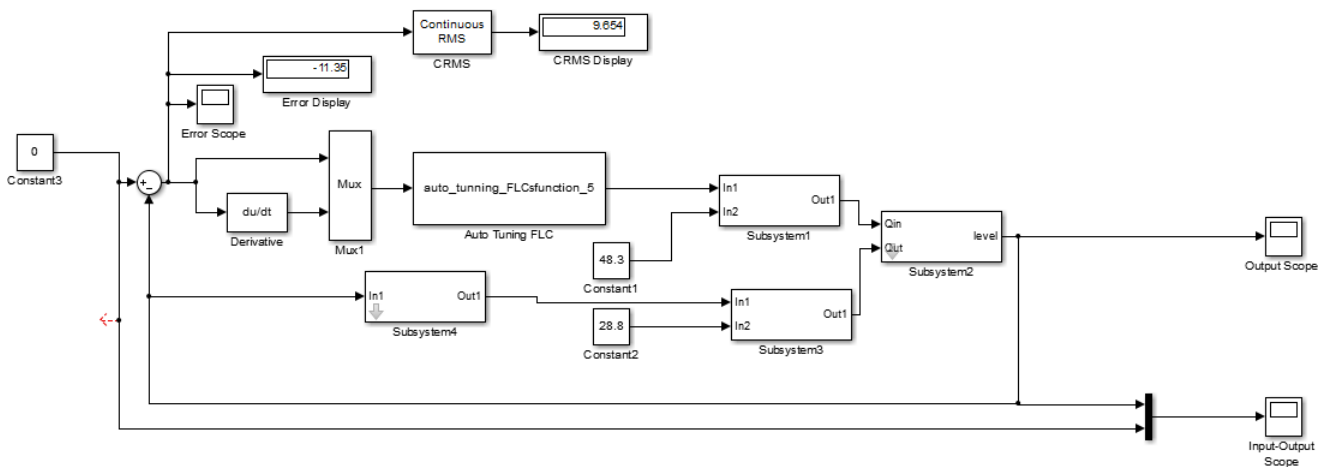 Continuous
RMS
CRMS
9.654
CRMS Display
-11.35
Error Display
Error Scope
0
Constant3
+
-
du/dt
Derivative
Mux
Mux1
auto_tunning_FLCsfunction_5
Auto Tuning FLC
In1
In2
Out1
Subsystem1
48.3
Constant1
Qin
Qut
level
Subsystem2
Output Scope
In1
Out1
Subsystem4
28.8
Constant2
In1
In2
Out1
Subsystem3
Input-Output
Scope